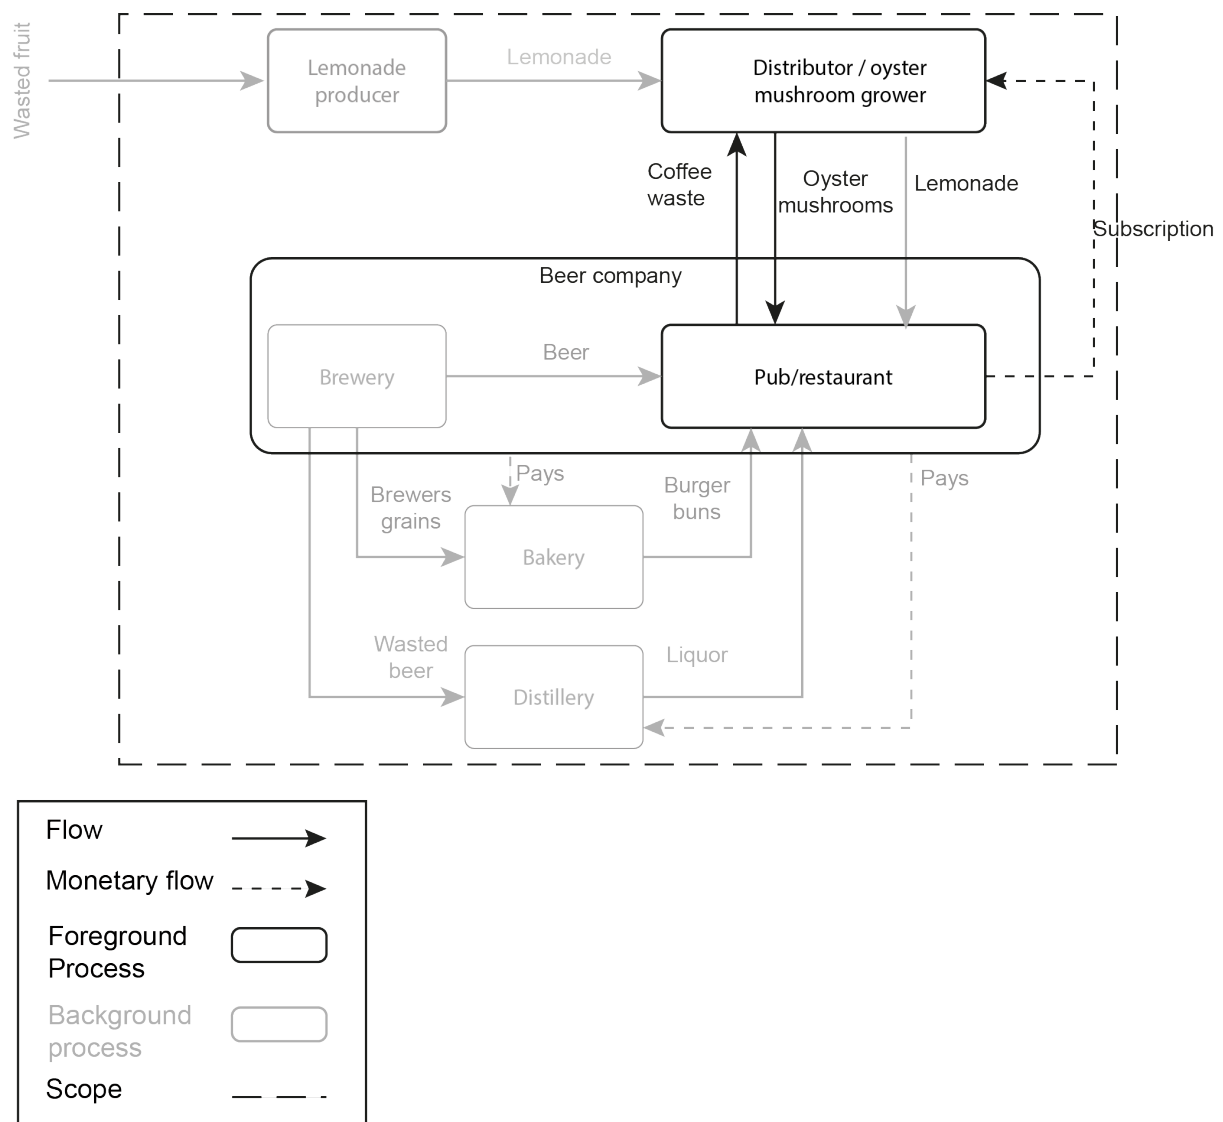 Wasted fruit
Lemonade
producer
Lemonade
Distributor / oyster
mushroom grower
Coffee
waste
Oyster
mushrooms
Lemonade
Subscription
Beer company
Brewery
Beer
Pub/restaurant
Pays
Brewers
grains
Burger
buns
Pays
Bakery
Wasted
beer
Liquor
Distillery
Flow
Monetary flow
Foreground
Process
Background
process
Scope